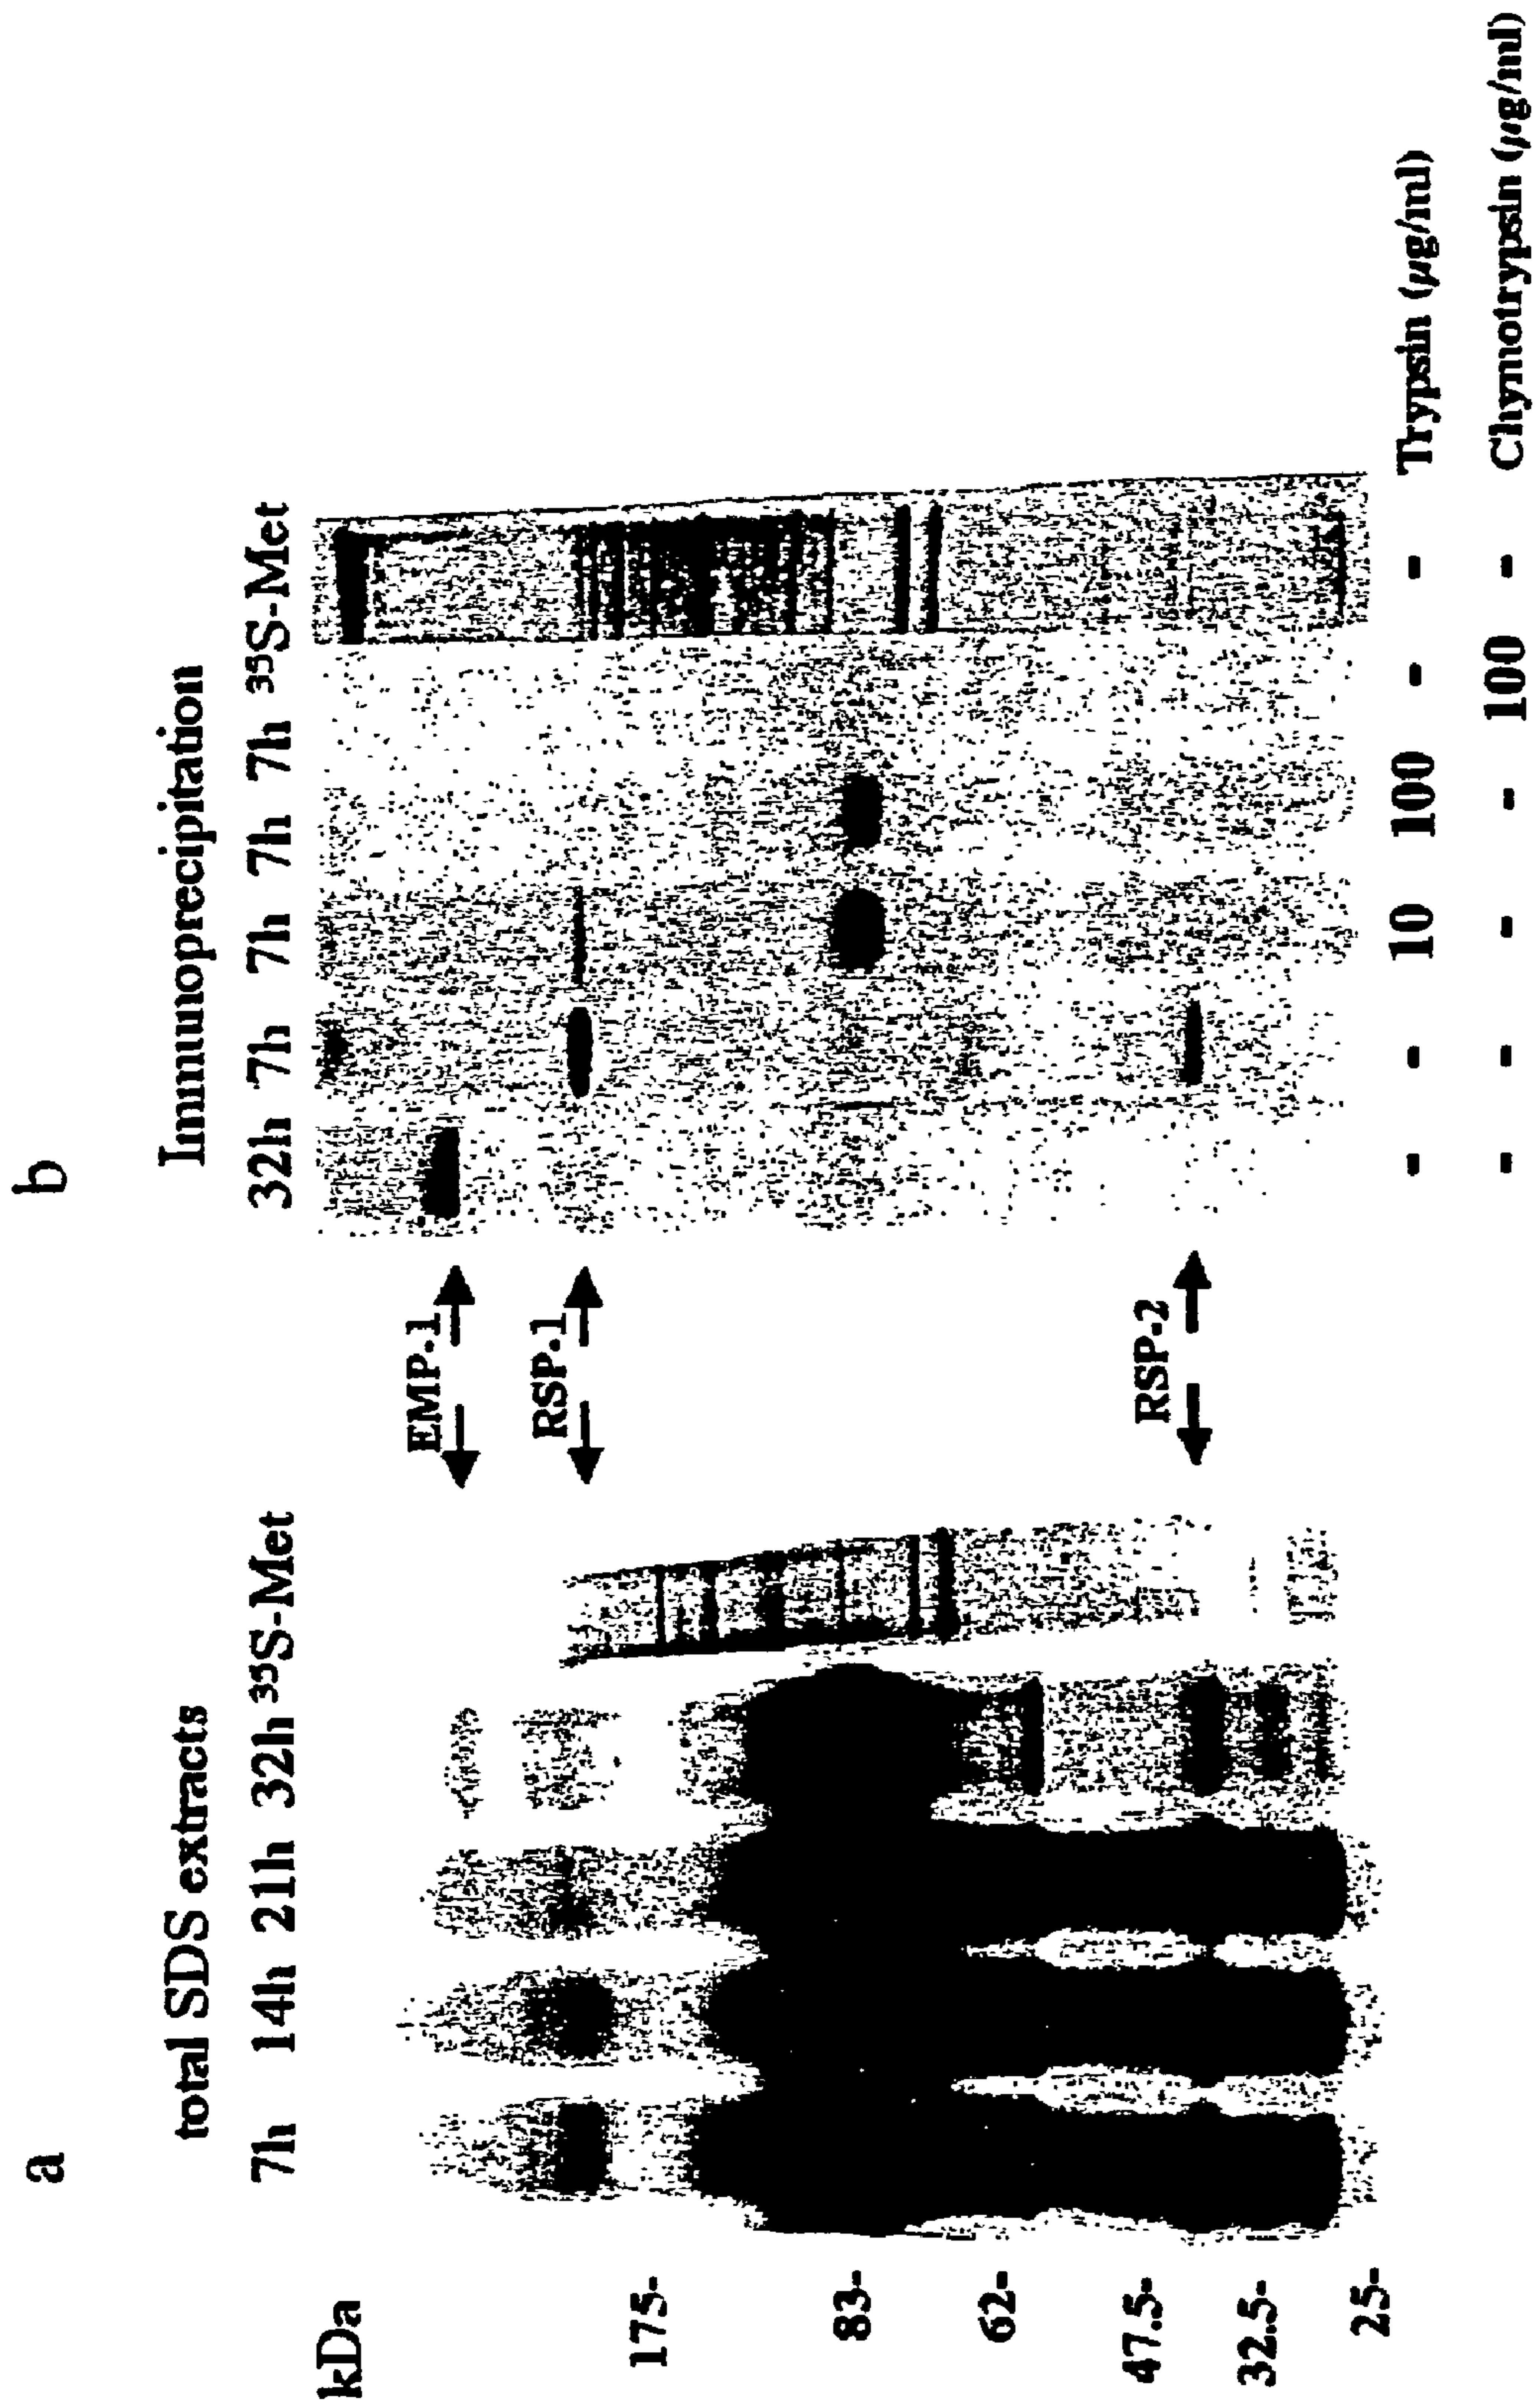 a
total SDS extracts
7h 14h 21h 32h ³⁵S-Met
kDa
175-
83-
62-
47.5-
32.5-
25-
EMP-1
RSP-1
RSP-2
b
Immunoprecipitation
32h 7h 7h 7h 7h ³⁵S-Met
- - 10 100 - - Trypsin (µg/ml)
- - - - 100 - Chymotrypsin (µg/ml)